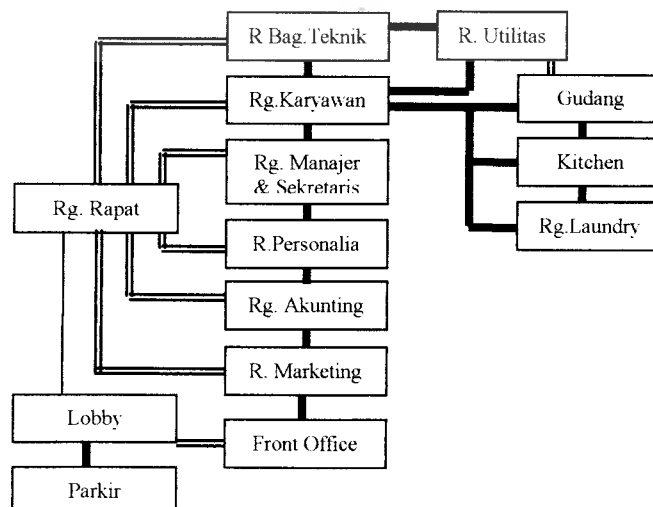 R Bag.Teknik
R. Utilitas
Rg.Karyawan
Gudang
Rg. Manajer
& Sekretaris
Kitchen
Rg. Rapat
R.Personalia
Rg.Laundry
Rg. Akunting
R. Marketing
Lobby
Front Office
Parkir